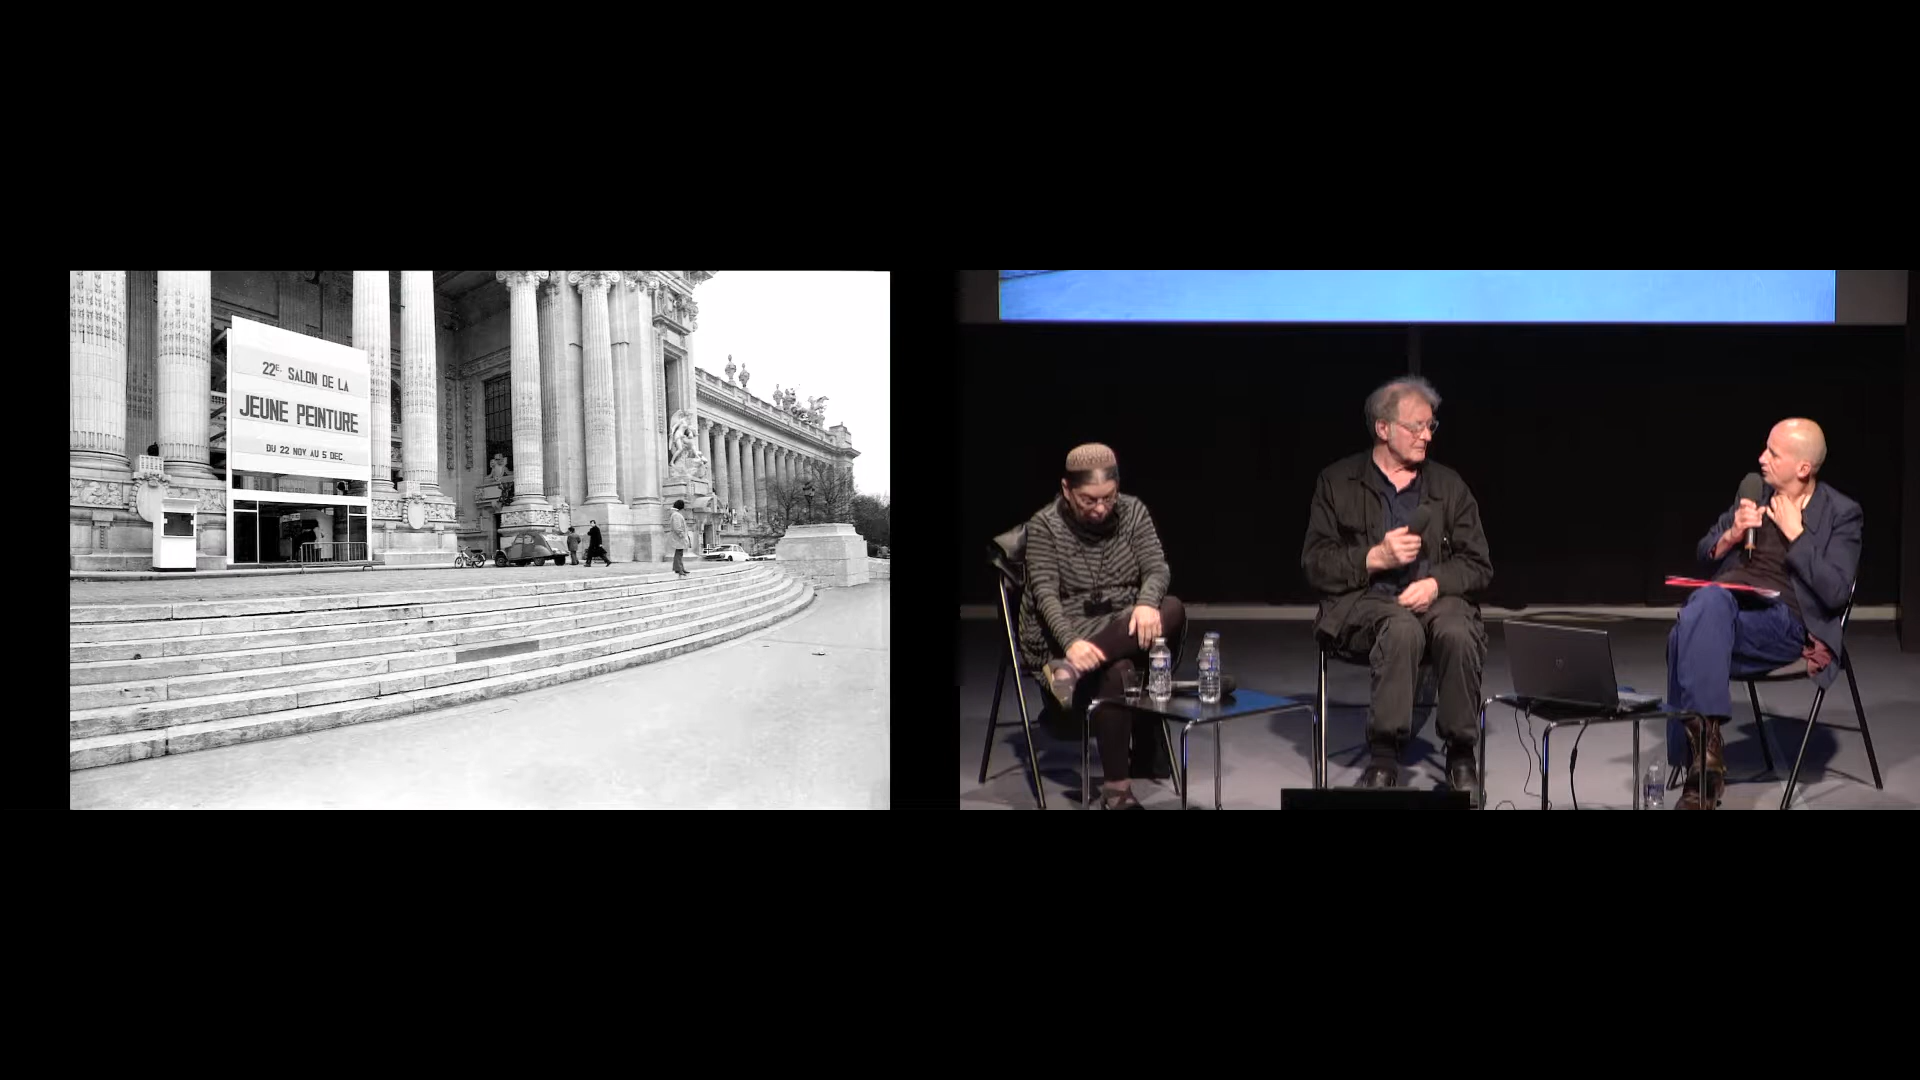 22E. SALON DE LA
JEUNE PEINTURE
DU 22 NOV. AU 5 DEC.